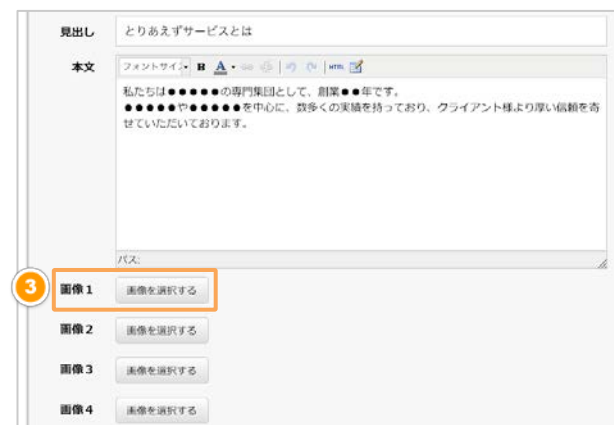 見出し とりあえずサービスとは
本文 フォントサイズ B A HTML
私たちは●●●●●の専門集団として、創業●●年です。
●●●●●や●●●●●を中心に、数多くの実績を持っており、クライアント様より厚い信頼を寄
せていただいております。
パス:
3 画像1 画像を選択する
画像2 画像を選択する
画像3 画像を選択する
画像4 画像を選択する